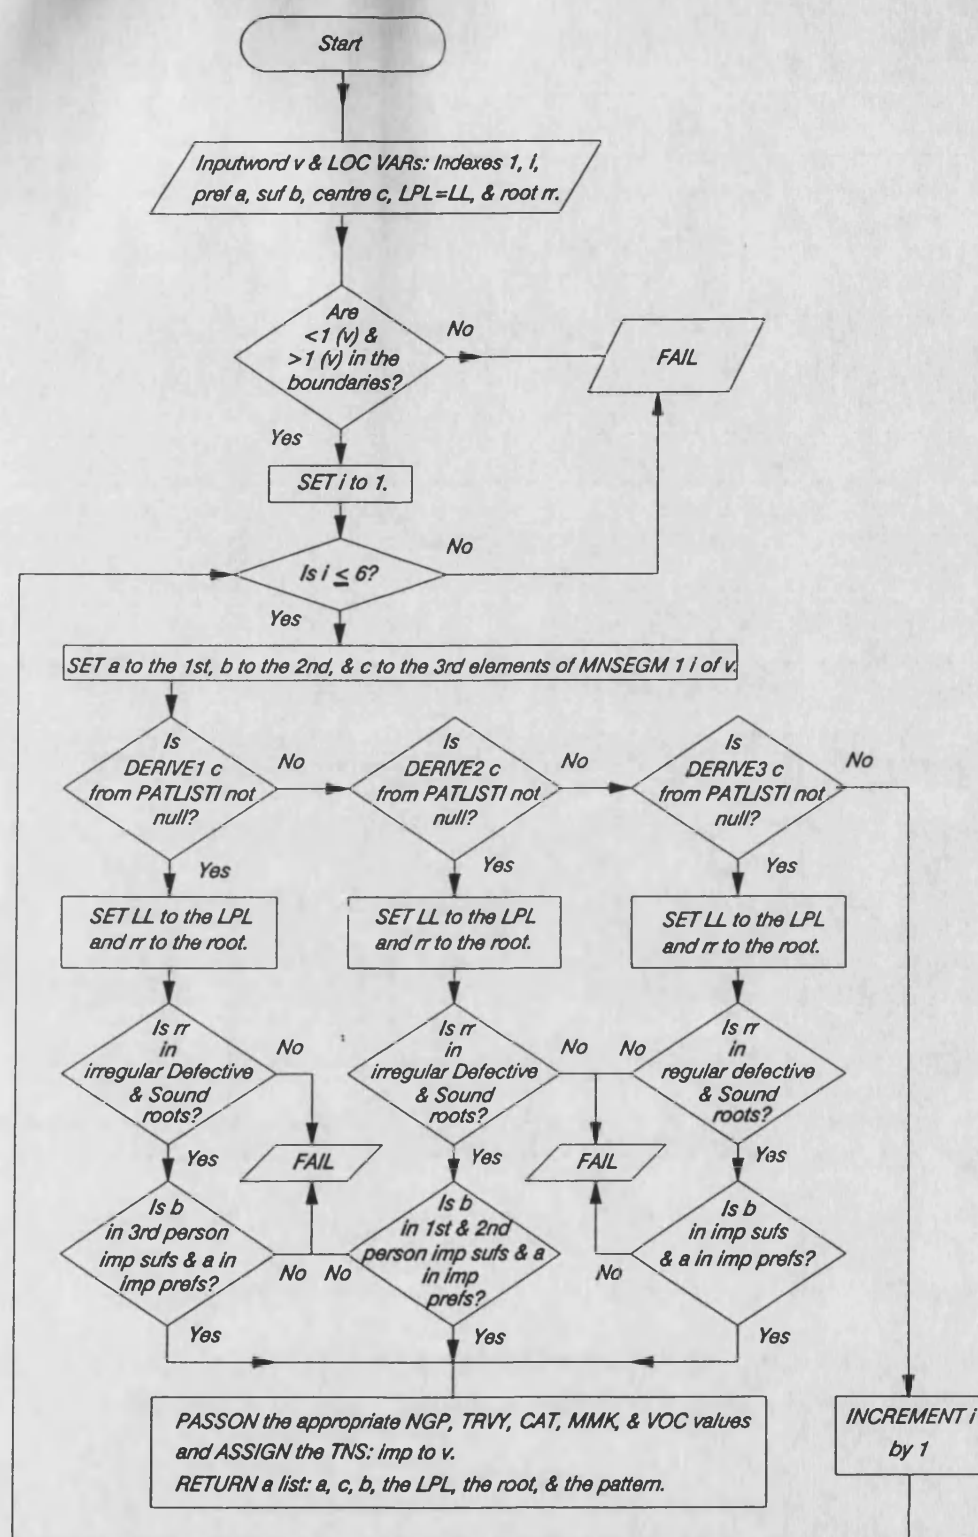 Start
Inputword v & LOC VARs: Indexes 1, i,
pref a, suf b, centre c, LPL=LL, & root rr.
Are
<1 (v) &
>1 (v) in the
boundaries?
No
FAIL
Yes
SET i to 1.
Is i ≤ 6?
No
Yes
SET a to the 1st, b to the 2nd, & c to the 3rd elements of MNSEGM 1 i of v.
Is
DERIVE1 c
from PATLISTI not
null?
No
Yes
Is
DERIVE2 c
from PATLISTI not
null?
No
Yes
Is
DERIVE3 c
from PATLISTI not
null?
No
Yes
SET LL to the LPL
and rr to the root.
SET LL to the LPL
and rr to the root.
SET LL to the LPL
and rr to the root.
Is rr
in
irregular Defective
& Sound
roots?
No
Yes
Is rr
in
irregular Defective
& Sound
roots?
No
Yes
Is rr
in
regular defective
& Sound
roots?
No
Yes
FAIL
FAIL
Is b
in 3rd person
imp sufs & a in
imp prefs?
No
Yes
Is b
in 1st & 2nd
person imp sufs & a
in imp
prefs?
No
Yes
Is b
in imp sufs
& a in imp prefs?
No
Yes
PASSON the appropriate NGP, TRVY, CAT, MMK, & VOC values
and ASSIGN the TNS: imp to v.
RETURN a list: a, c, b, the LPL, the root, & the pattern.
INCREMENT i
by 1